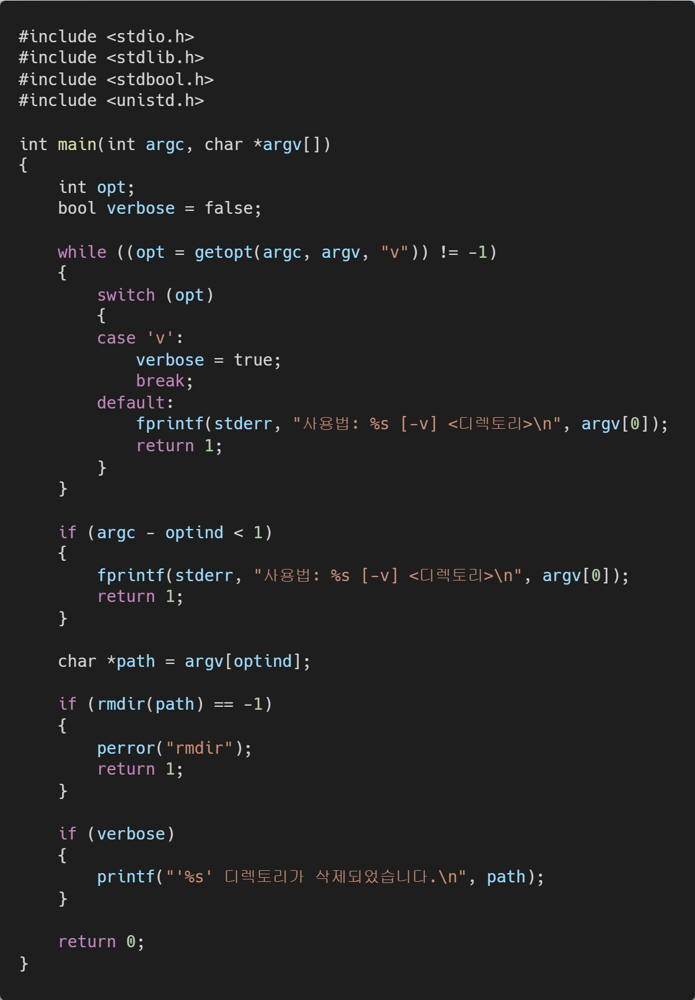 #include <stdio.h>
#include <stdlib.h>
#include <stdbool.h>
#include <unistd.h>

int main(int argc, char *argv[])
{
    int opt;
    bool verbose = false;

    while ((opt = getopt(argc, argv, "v")) != -1)
    {
        switch (opt)
        {
        case 'v':
            verbose = true;
            break;
        default:
            fprintf(stderr, "사용법: %s [-v] <디렉토리>\n", argv[0]);
            return 1;
        }
    }

    if (argc - optind < 1)
    {
        fprintf(stderr, "사용법: %s [-v] <디렉토리>\n", argv[0]);
        return 1;
    }

    char *path = argv[optind];

    if (rmdir(path) == -1)
    {
        perror("rmdir");
        return 1;
    }

    if (verbose)
    {
        printf("'%s' 디렉토리가 삭제되었습니다.\n", path);
    }

    return 0;
}